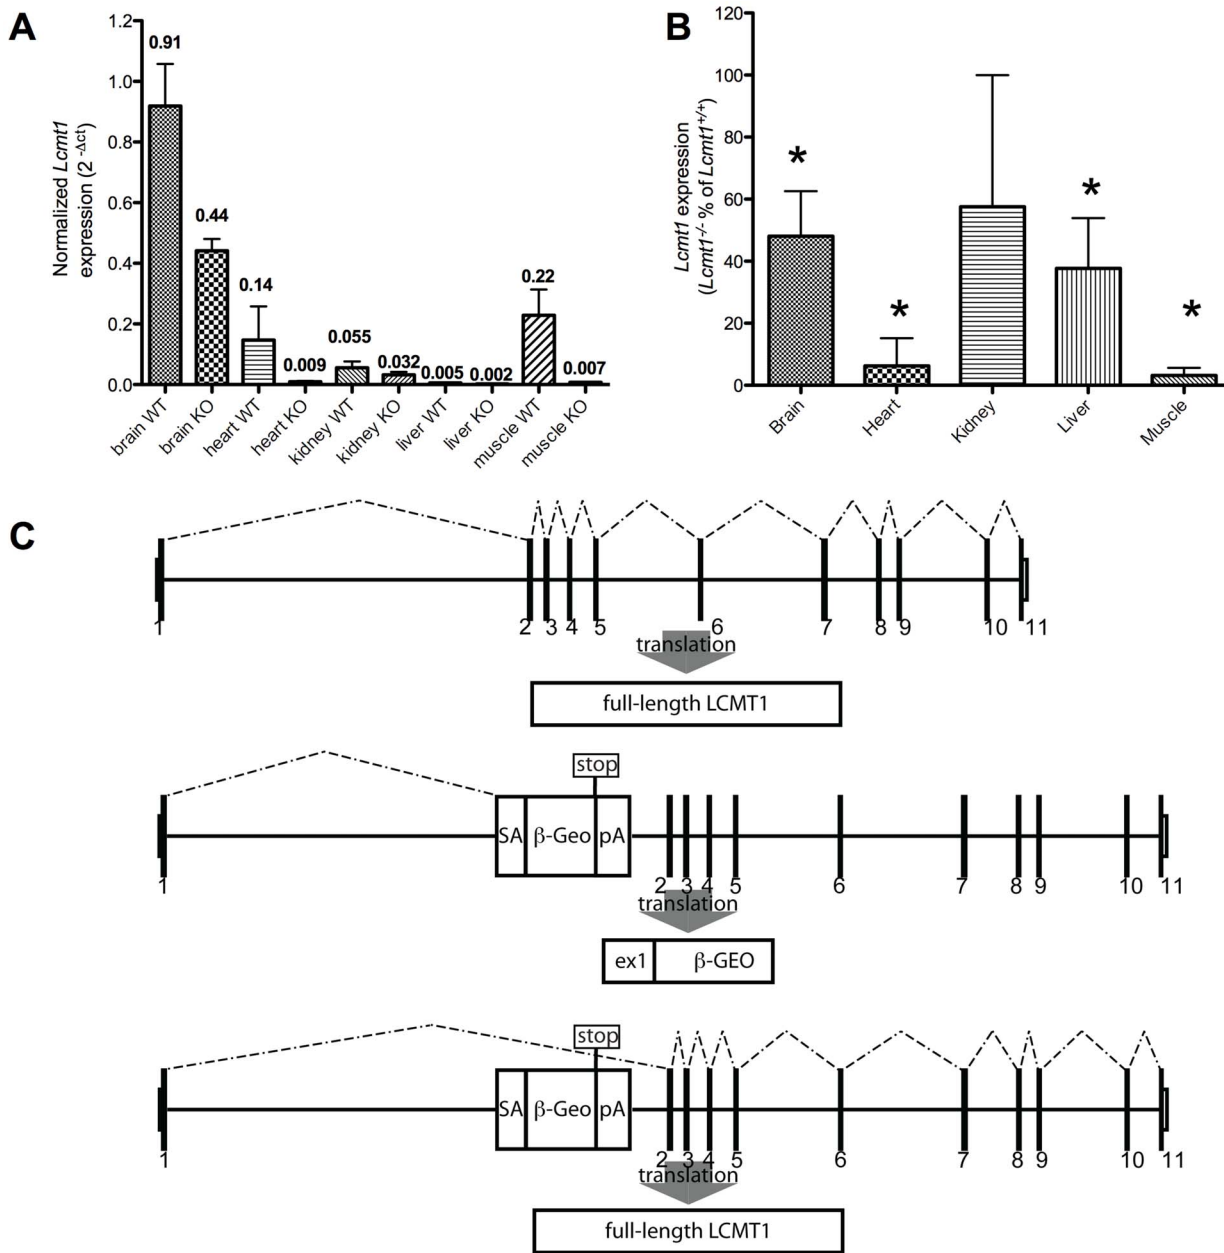 A
Normalized Lcmt1
expression (2 -Δct)
1.2
1.0
0.8
0.6
0.4
0.2
0.0
0.91
0.44
0.14
0.009
0.055
0.032
0.005
0.002
0.22
0.007
brain WT
brain KO
heart WT
heart KO
kidney WT
kidney KO
liver WT
liver KO
muscle WT
muscle KO
B
Lcmt1 expression
(Lcmt1-/- % of Lcmt1+/+)
120
100
80
60
40
20
0
*
*
*
*
Brain
Heart
Kidney
Liver
Muscle
C
1 2 3 4 5 6 7 8 9 10 11
translation
full-length LCMT1
stop
SA β-Geo pA
1 2 3 4 5 6 7 8 9 10 11
translation
ex1 β-GEO
stop
SA β-Geo pA
1 2 3 4 5 6 7 8 9 10 11
translation
full-length LCMT1